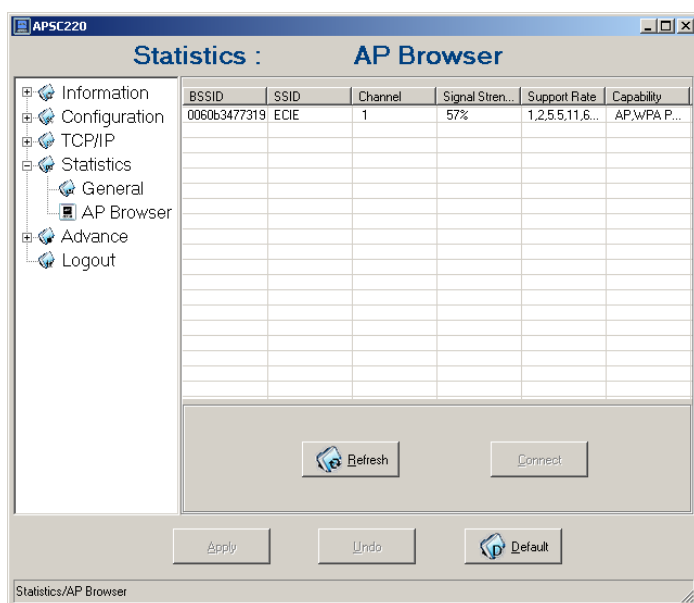 APSC220
Statistics : AP Browser
Information
Configuration
TCP/IP
Statistics
General
AP Browser
Advance
Logout
BSSID SSID Channel Signal Stren... Support Rate Capability
0060b3477319 ECIE 1 57% 1,2,5.5,11,6... AP,WPA P...
Refresh Connect
Apply Undo Default
Statistics/AP Browser